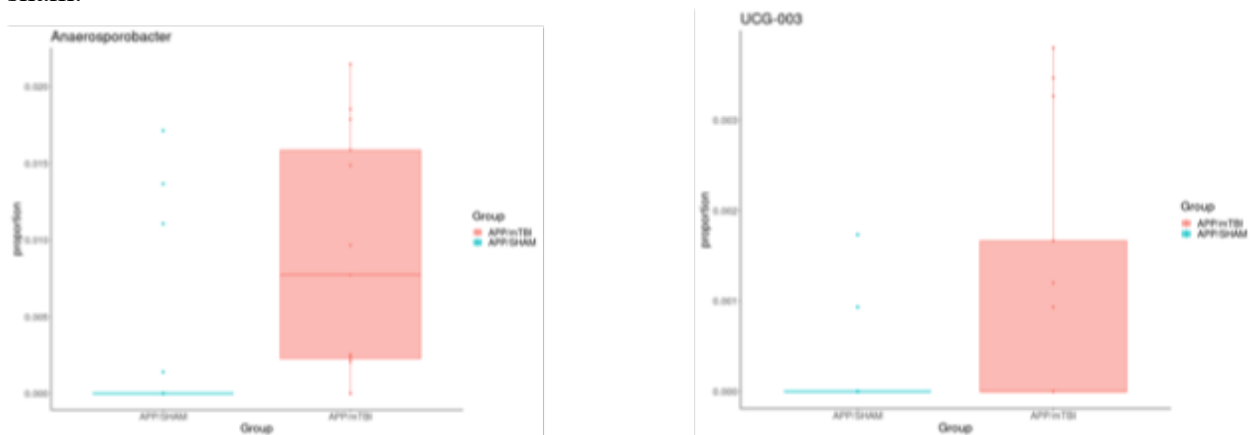 Anaerosporobacter
0.020
0.015
0.010
0.005
0.000
proportion
APP/SHAM
APP/mTBI
Group
Group
APP/mTBI
APP/SHAM
UCG-003
0.003
0.002
0.001
0.000
proportion
APP/SHAM
APP/mTBI
Group
Group
APP/mTBI
APP/SHAM